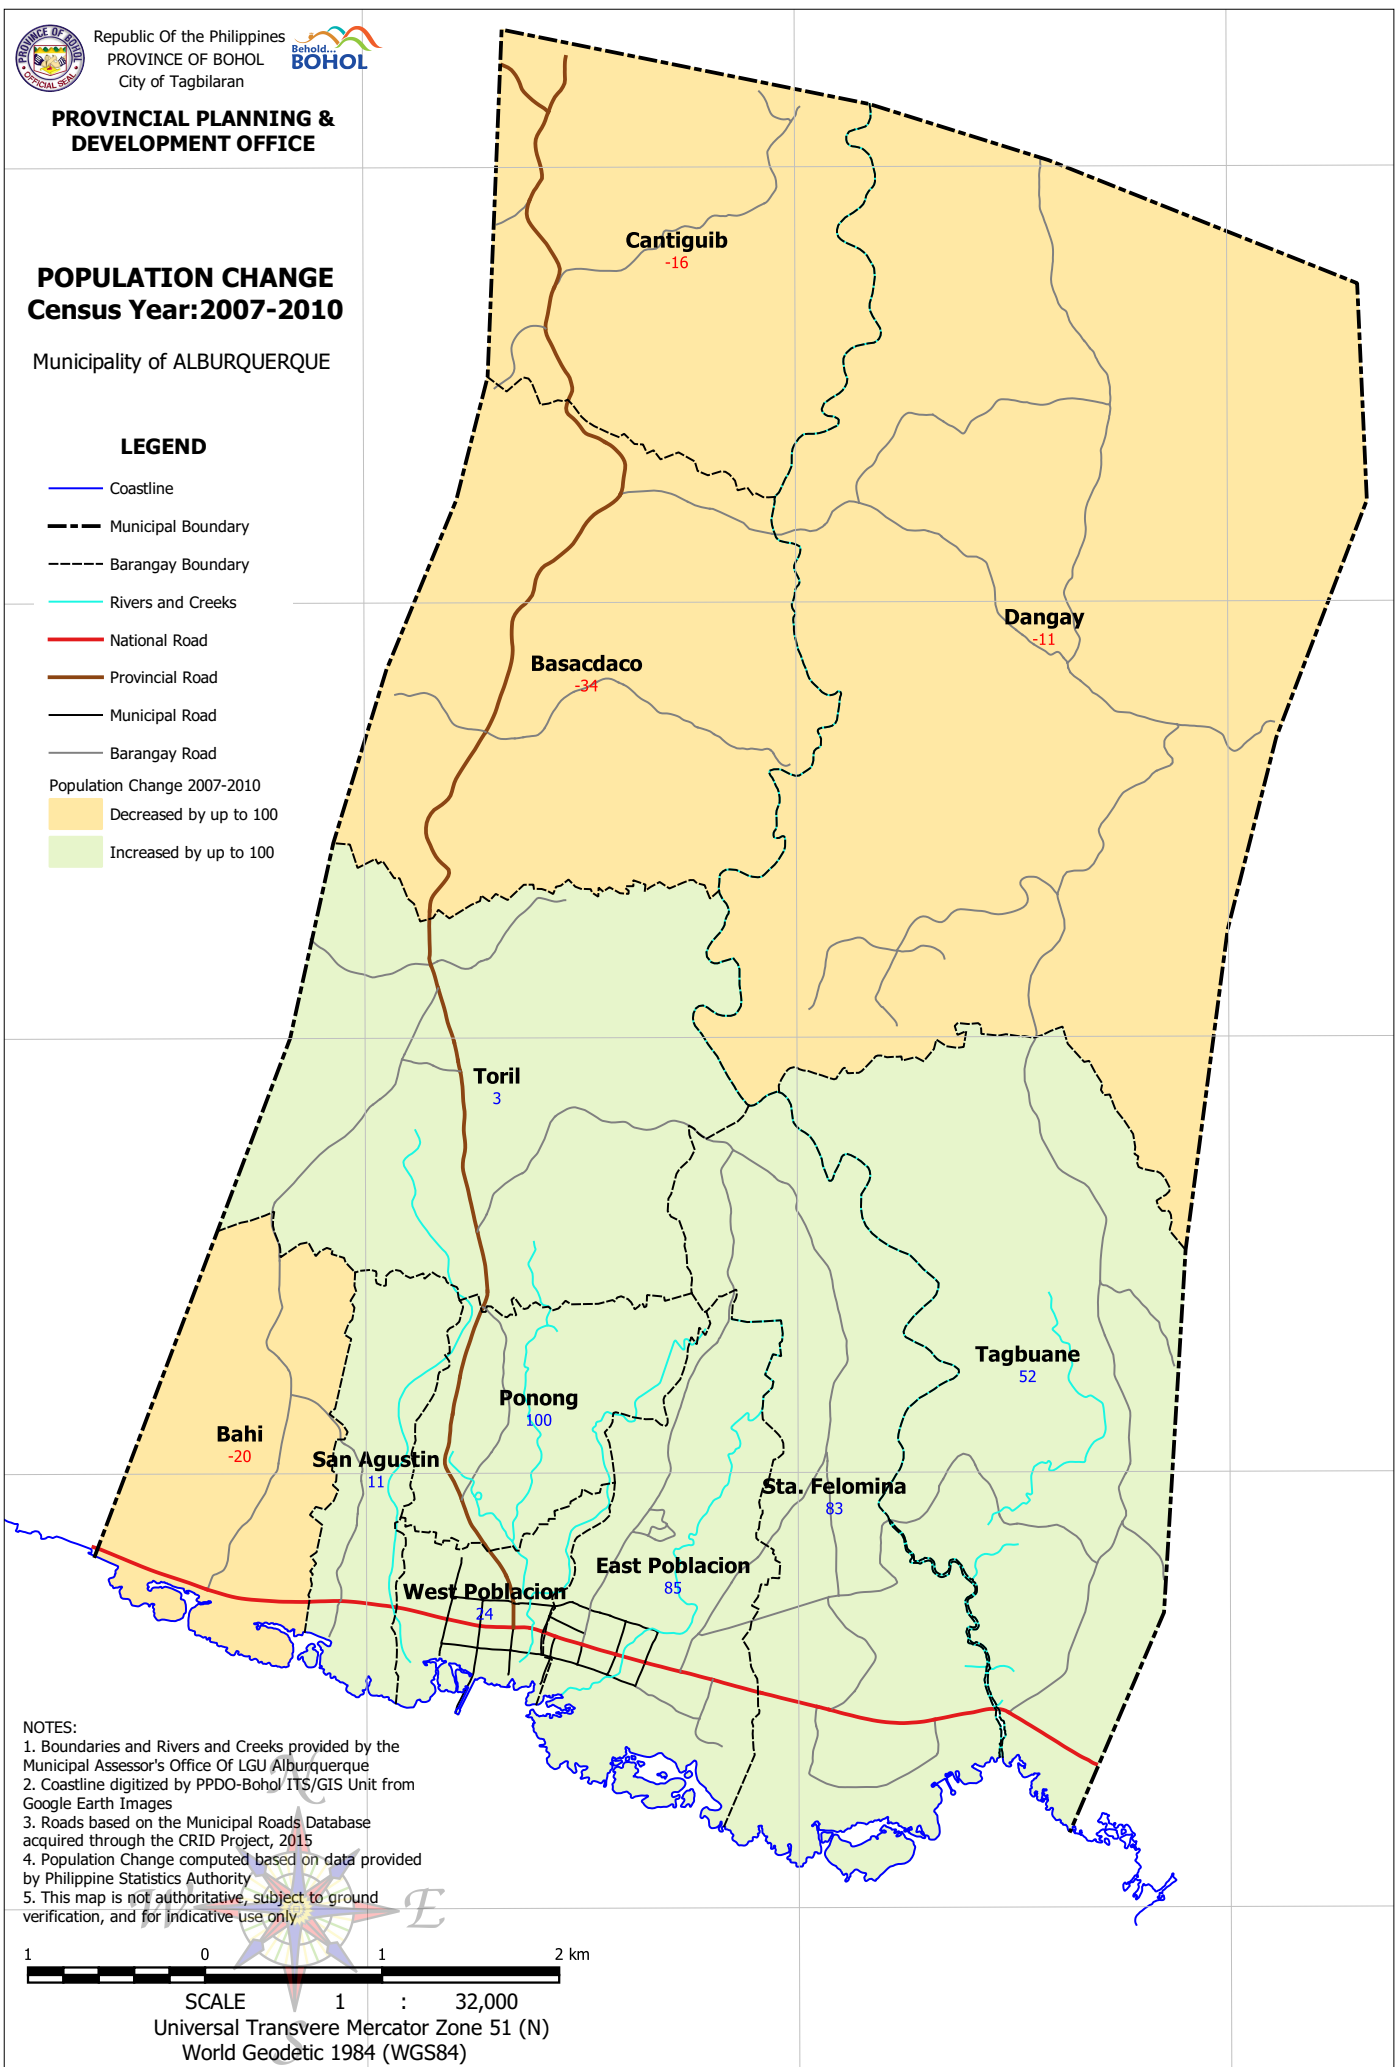 Republic Of the Philippines
PROVINCE OF BOHOL
City of Tagbilaran
PROVINCE OF BOHOL
OFFICIAL SEAL
Behold...
BOHOL
PROVINCIAL PLANNING &
DEVELOPMENT OFFICE
POPULATION CHANGE
Census Year:2007-2010
Municipality of ALBURQUERQUE
LEGEND
Coastline
Municipal Boundary
Barangay Boundary
Rivers and Creeks
National Road
Provincial Road
Municipal Road
Barangay Road
Population Change 2007-2010
Decreased by up to 100
Increased by up to 100
Cantiguib
-16
Dangay
-11
Basacdaco
-34
Toril
3
Tagbuane
52
Ponong
100
Bahi
-20
San Agustin
11
Sta. Felomina
83
East Poblacion
85
West Poblacion
24
NOTES:
1. Boundaries and Rivers and Creeks provided by the
Municipal Assessor's Office Of LGU Alburquerque
2. Coastline digitized by PPDO-Bohol ITS/GIS Unit from
Google Earth Images
3. Roads based on the Municipal Roads Database
acquired through the CRID Project, 2015
4. Population Change computed based on data provided
by Philippine Statistics Authority
5. This map is not authoritative, subject to ground
verification, and for indicative use only
N
W
E
S
1 0 1 2 km
SCALE 1 : 32,000
Universal Transvere Mercator Zone 51 (N)
World Geodetic 1984 (WGS84)